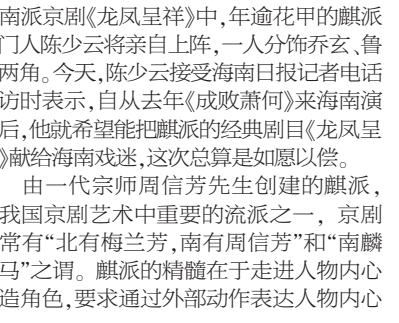 南派京剧《龙凤呈祥》中，年逾花甲的麒派
门人陈少云将亲自上阵，一人分饰乔玄、鲁
两角。今天，陈少云接受海南日报记者电话
访时表示，自从去年《成败萧何》来海南演
后，他就希望能把麒派的经典剧目《龙凤呈
》献给海南戏迷，这次总算是如愿以偿。
由一代宗师周信芳先生创建的麒派，
我国京剧艺术中重要的流派之一，京剧
常有“北有梅兰芳，南有周信芳”和“南麟
马”之谓。麒派的精髓在于走进人物内心
造角色，要求通过外部动作表达人物内心